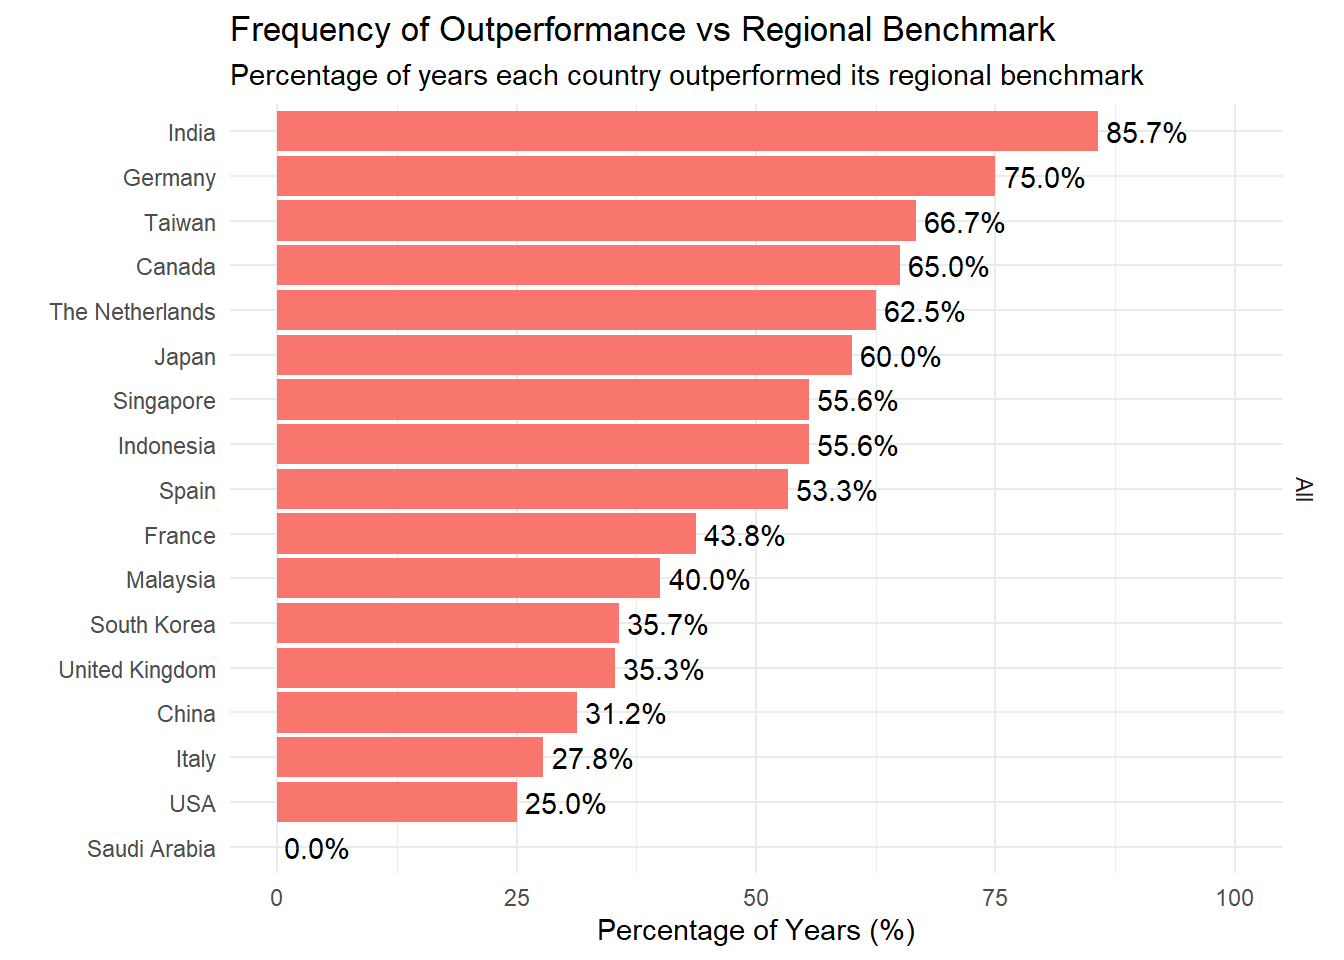 Frequency of Outperformance vs Regional Benchmark
Percentage of years each country outperformed its regional benchmark
India 85.7%
Germany 75.0%
Taiwan 66.7%
Canada 65.0%
The Netherlands 62.5%
Japan 60.0%
Singapore 55.6%
Indonesia 55.6%
Spain 53.3%
All
France 43.8%
Malaysia 40.0%
South Korea 35.7%
United Kingdom 35.3%
China 31.2%
Italy 27.8%
USA 25.0%
Saudi Arabia 0.0%
0 25 50 75 100
Percentage of Years (%)